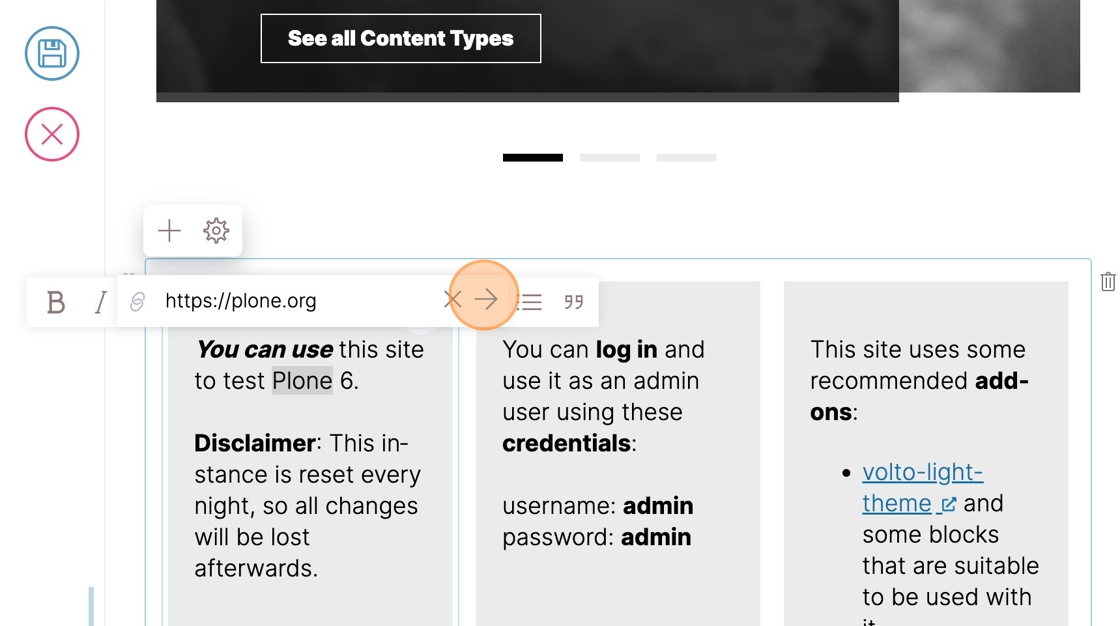 See all Content Types
B I https://plone.org
You can use this site
to test Plone 6.
Disclaimer: This in-
stance is reset every
night, so all changes
will be lost
afterwards.
You can log in and
use it as an admin
user using these
credentials:
username: admin
password: admin
This site uses some
recommended add-
ons:
• volto-light-
theme and
some blocks
that are suitable
to be used with